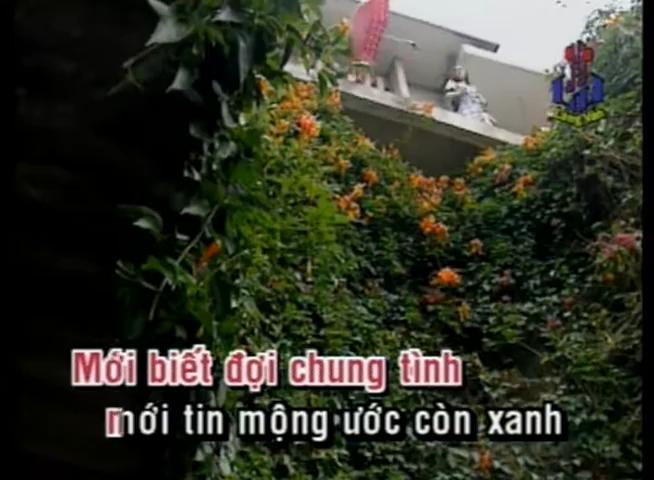 Mới biết đợi chung tình
mới tin mộng ước còn xanh